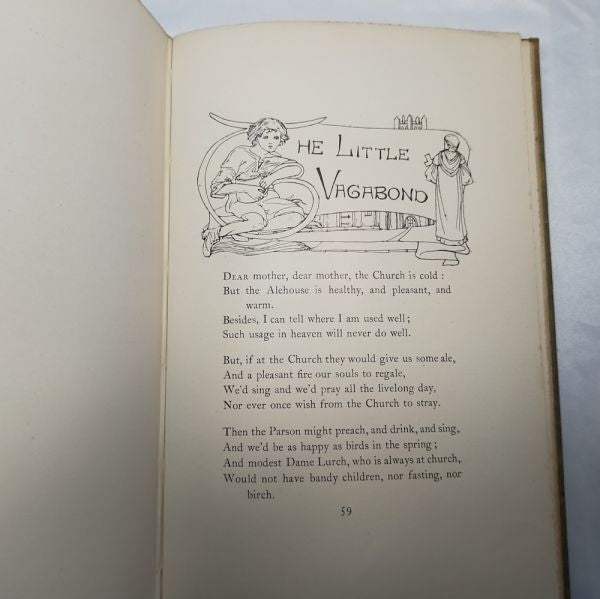 THE LITTLE
VAGABOND
DEAR mother, dear mother, the Church is cold :
But the Alehouse is healthy, and pleasant, and
warm.
Besides, I can tell where I am used well ;
Such usage in heaven will never do well.
But, if at the Church they would give us some ale,
And a pleasant fire our souls to regale,
We'd sing and we'd pray all the livelong day,
Nor ever once wish from the Church to stray.
Then the Parson might preach, and drink, and sing,
And we'd be as happy as birds in the spring ;
And modest Dame Lurch, who is always at church,
Would not have bandy children, nor fasting, nor
birch.
59